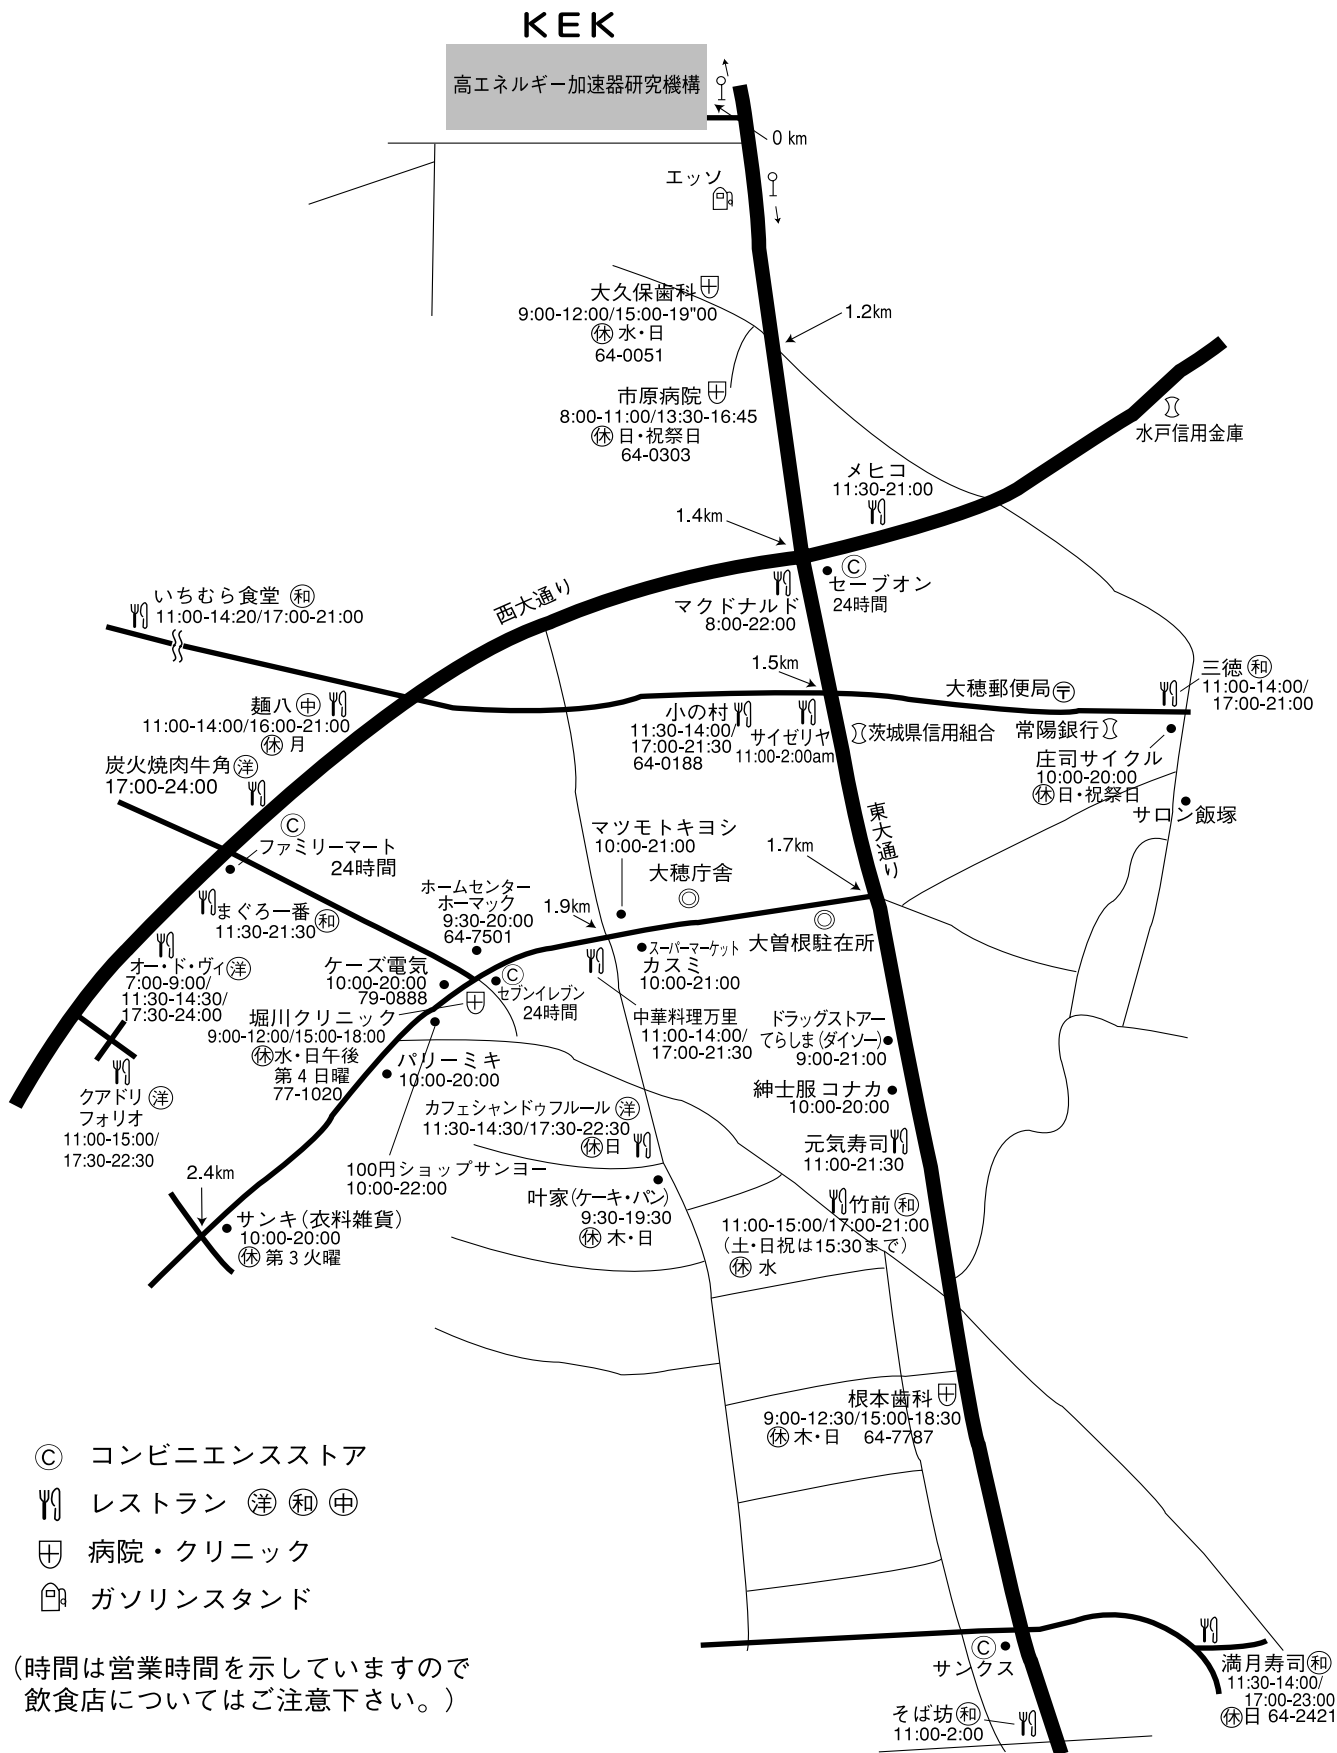 KEK
高エネルギー加速器研究機構
0 km
エッソ
大久保歯科
9:00-12:00/15:00-19"00
休 水・日
64-0051
1.2km
市原病院
8:00-11:00/13:30-16:45
休 日・祝祭日
64-0303
水戸信用金庫
メヒコ
11:30-21:00
1.4km
C
セーブオン
24時間
マクドナルド
8:00-22:00
西大通り
いちむら食堂 和
11:00-14:20/17:00-21:00
1.5km
大穂郵便局 〒
三徳 和
11:00-14:00/
17:00-21:00
麺八 中
11:00-14:00/16:00-21:00
休 月
小の村
11:30-14:00/
17:00-21:30
64-0188
サイゼリヤ
11:00-2:00am
茨城県信用組合
常陽銀行
庄司サイクル
10:00-20:00
休 日・祝祭日
サロン飯塚
炭火焼肉牛角 洋
17:00-24:00
C
ファミリーマート
24時間
東大通り
マツモトキヨシ
10:00-21:00
1.7km
大穂庁舎
ホームセンター
ホーマック
9:30-20:00
64-7501
1.9km
まぐろ一番 和
11:30-21:30
大曽根駐在所
スーパーマーケット
カスミ
10:00-21:00
オー・ド・ヴィ 洋
7:00-9:00/
11:30-14:30/
17:30-24:00
ケーズ電気
10:00-20:00
79-0888
C
セブンイレブン
24時間
堀川クリニック
9:00-12:00/15:00-18:00
休 水・日午後
第4日曜
77-1020
中華料理万里
11:00-14:00/
17:00-21:30
ドラッグストアー
てらしま(ダイソー)
9:00-21:00
パリーミキ
10:00-20:00
紳士服コナカ
10:00-20:00
クアドリ 洋
フォリオ
11:00-15:00/
17:30-22:30
カフェシャンドゥフルール 洋
11:30-14:30/17:30-22:30
休 日
元気寿司
11:00-21:30
2.4km
100円ショップサンヨー
10:00-22:00
叶家(ケーキ・パン)
9:30-19:30
休 木・日
竹前 和
11:00-15:00/17:00-21:00
(土・日祝は15:30まで)
休 水
サンキ(衣料雑貨)
10:00-20:00
休 第3火曜
根本歯科
9:00-12:30/15:00-18:30
休 木・日 64-7787
C コンビニエンスストア
レストラン 洋 和 中
病院・クリニック
ガソリンスタンド
(時間は営業時間を示していますので
飲食店についてはご注意下さい。)
C
サンクス
満月寿司 和
11:30-14:00/
17:00-23:00
休 日 64-2421
そば坊 和
11:00-2:00